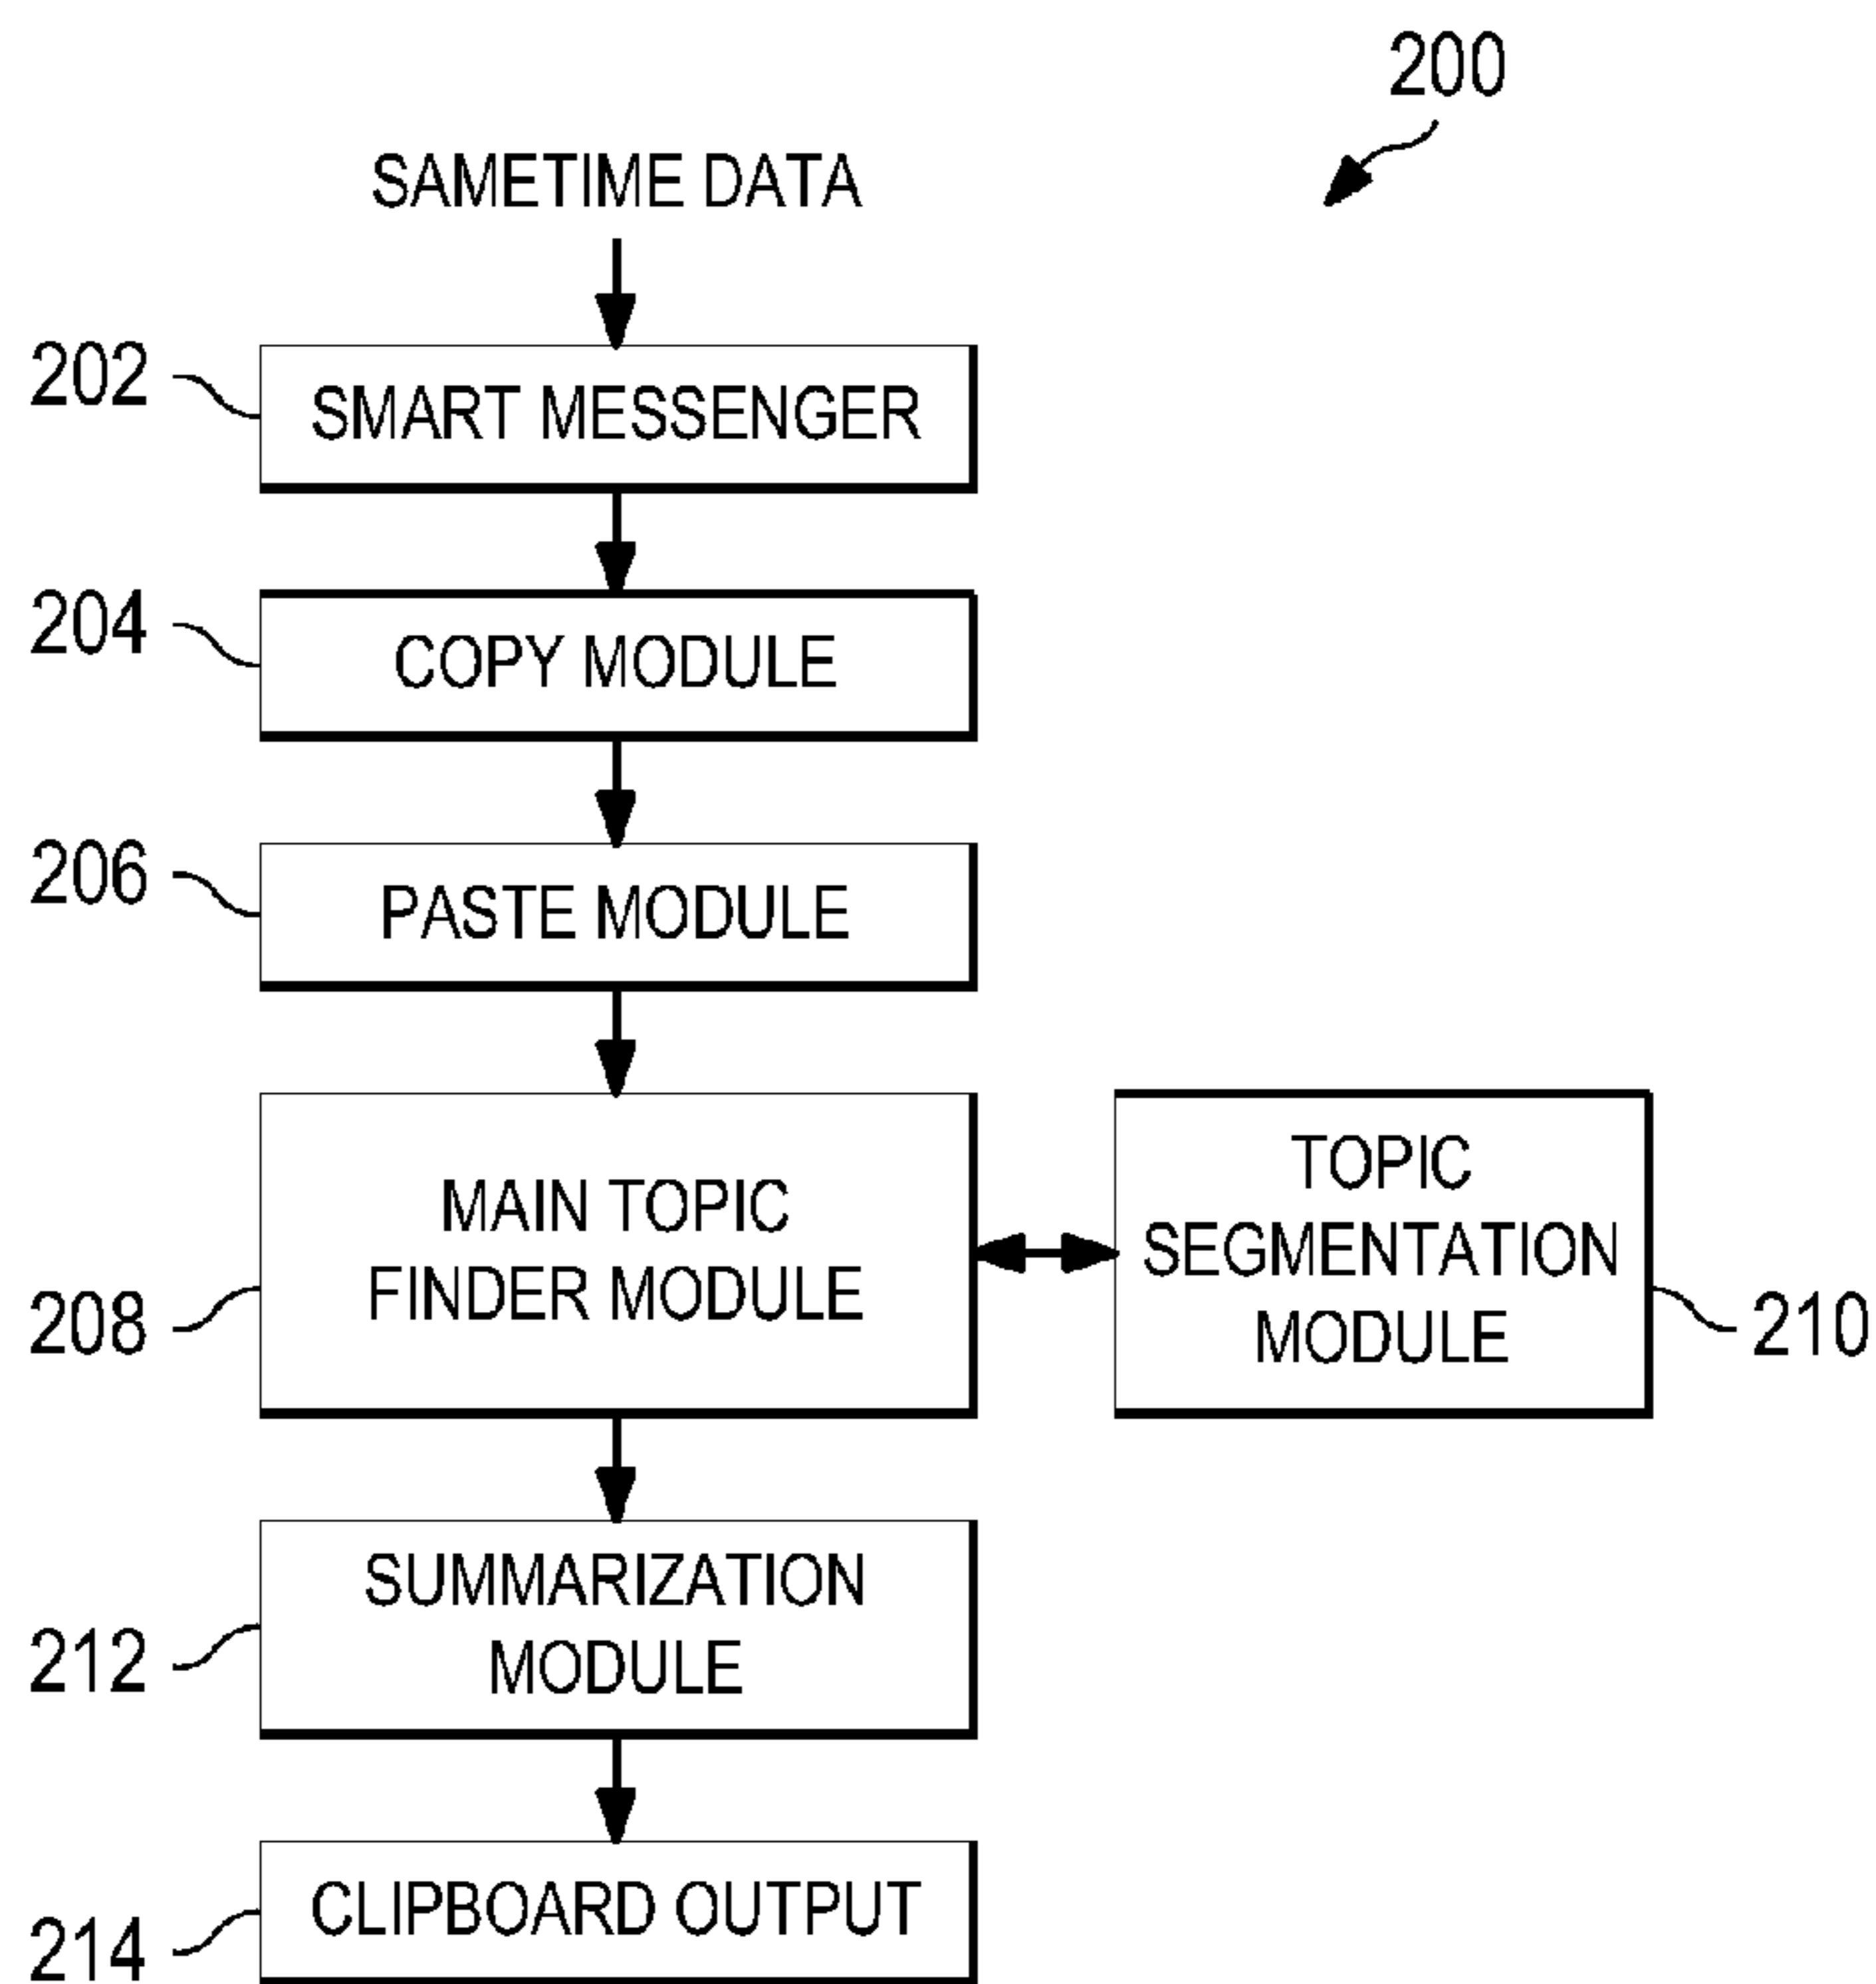 200
SAMETIME DATA
202
SMART MESSENGER
204
COPY MODULE
206
PASTE MODULE
208
MAIN TOPIC
FINDER MODULE
TOPIC
SEGMENTATION
MODULE
210
212
SUMMARIZATION
MODULE
214
CLIPBOARD OUTPUT